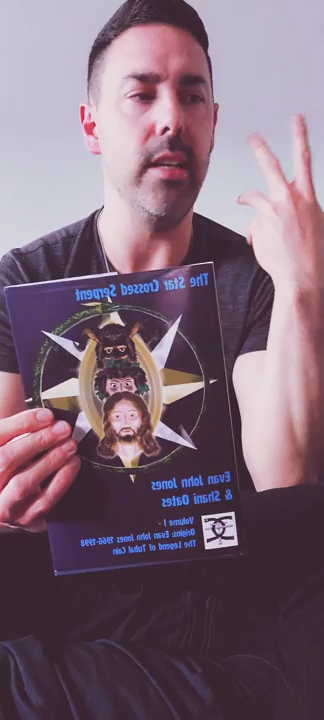 The Star Crossed Serpent
Evan John Jones
& Shani Oates
Volume I -
Origins: Evan John Jones 1966-1998
The Legend of Tubal Cain